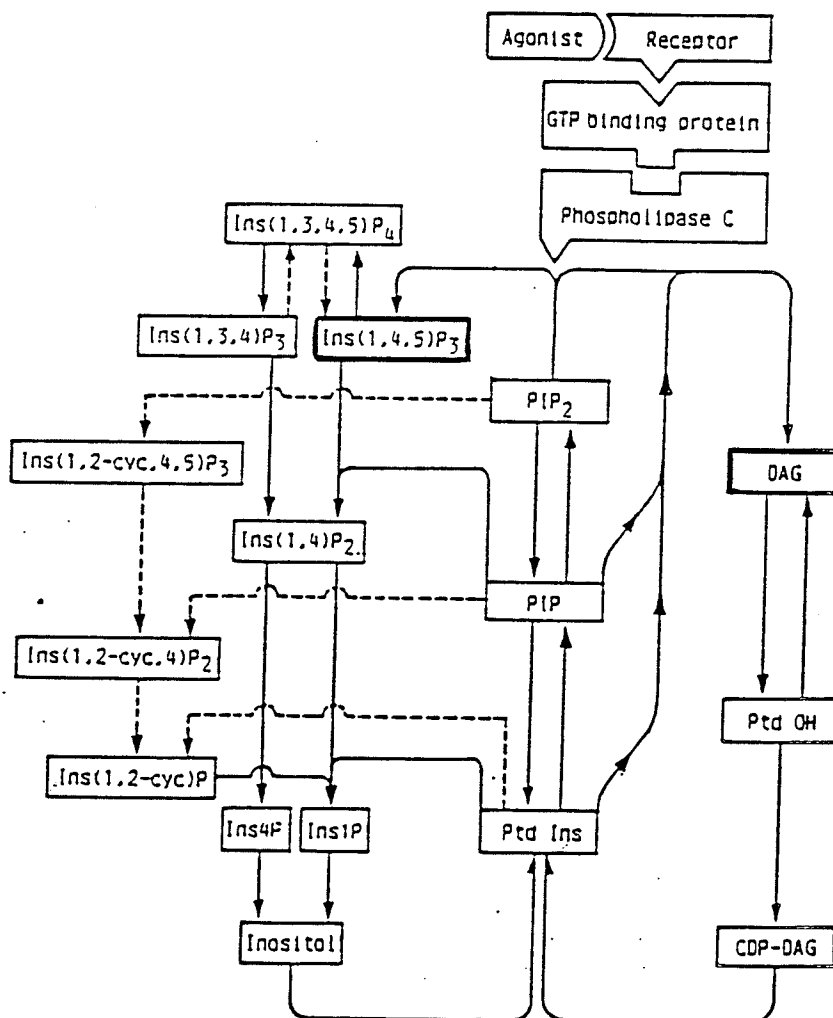 Agonist Receptor
GTP binding protein
Phospholipase C
Ins(1.3.4.5)P4
Ins(1.3.4)P3 Ins(1.4.5)P3
PIP2
Ins(1.2-cyc.4.5)P3 DAG
Ins(1.4)P2
PIP
Ins(1.2-cyc.4)P2
Ptd OH
Ins(1.2-cyc)P
Ins4P Ins1P Ptd Ins
Inositol CDP-DAG